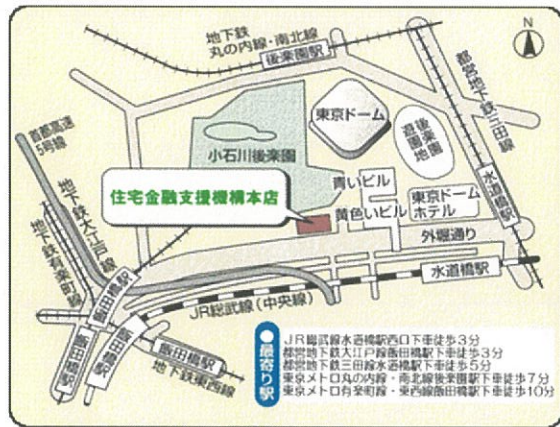 N
地下鉄
丸の内線・南北線
後楽園駅
都営地下鉄三田線
首都高速
5号線
東京ドーム
後楽園
遊園地
小石川後楽園
地下鉄大江戸線
地下鉄有楽町線
住宅金融支援機構本店
青いビル
黄色いビル
東京ドーム
ホテル
水道橋駅
外堀通り
水道橋駅
飯田橋駅
飯田橋駅
飯田橋駅
飯田橋駅
JR総武線(中央線)
地下鉄東西線
●最寄り駅
JR総武線水道橋駅西口下車徒歩3分
都営地下鉄大江戸線飯田橋駅下車徒歩3分
都営地下鉄三田線水道橋駅下車徒歩5分
東京メトロ丸の内線・南北線後楽園駅下車徒歩7分
東京メトロ有楽町線・東西線飯田橋駅下車徒歩10分